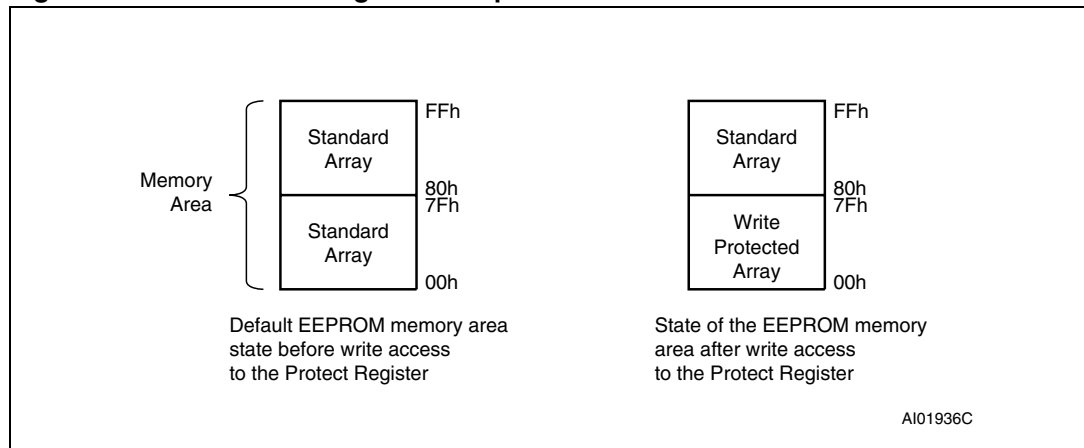 FFh
Standard
Array
Memory
Area
80h
7Fh
Standard
Array
00h
Default EEPROM memory area
state before write access
to the Protect Register
FFh
Standard
Array
80h
7Fh
Write
Protected
Array
00h
State of the EEPROM memory
area after write access
to the Protect Register
AI01936C